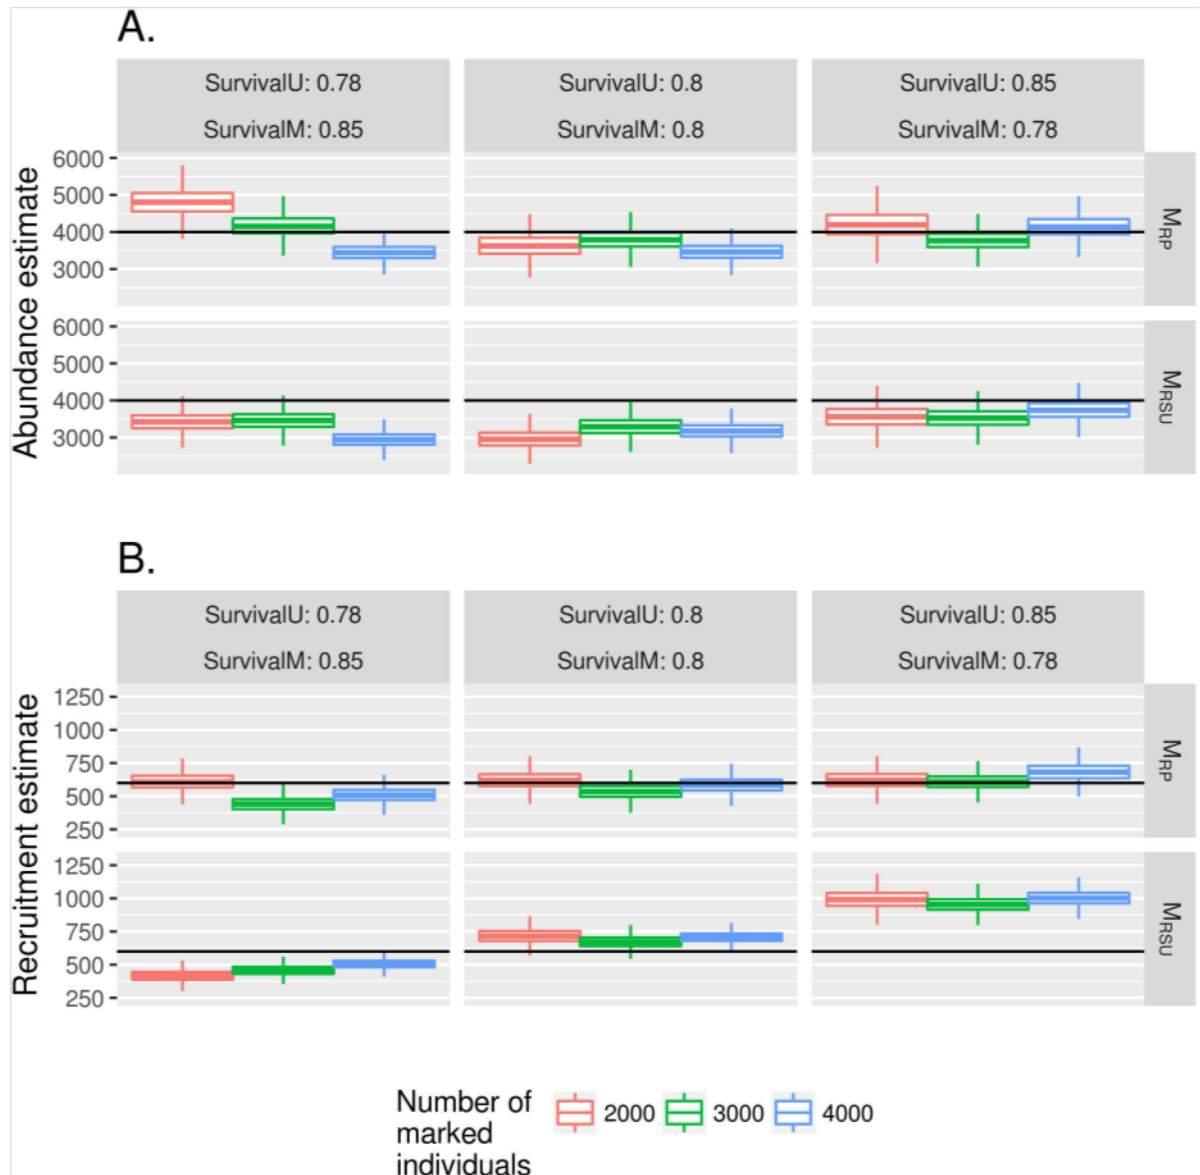 A.
SurvivalU: 0.78
SurvivalM: 0.85
SurvivalU: 0.8
SurvivalM: 0.8
SurvivalU: 0.85
SurvivalM: 0.78
Abundance estimate
6000
5000
4000
3000
MRP
6000
5000
4000
3000
MRSU
B.
SurvivalU: 0.78
SurvivalM: 0.85
SurvivalU: 0.8
SurvivalM: 0.8
SurvivalU: 0.85
SurvivalM: 0.78
Recruitment estimate
1250
1000
750
500
250
MRP
1250
1000
750
500
250
MRSU
Number of
marked
individuals
2000
3000
4000